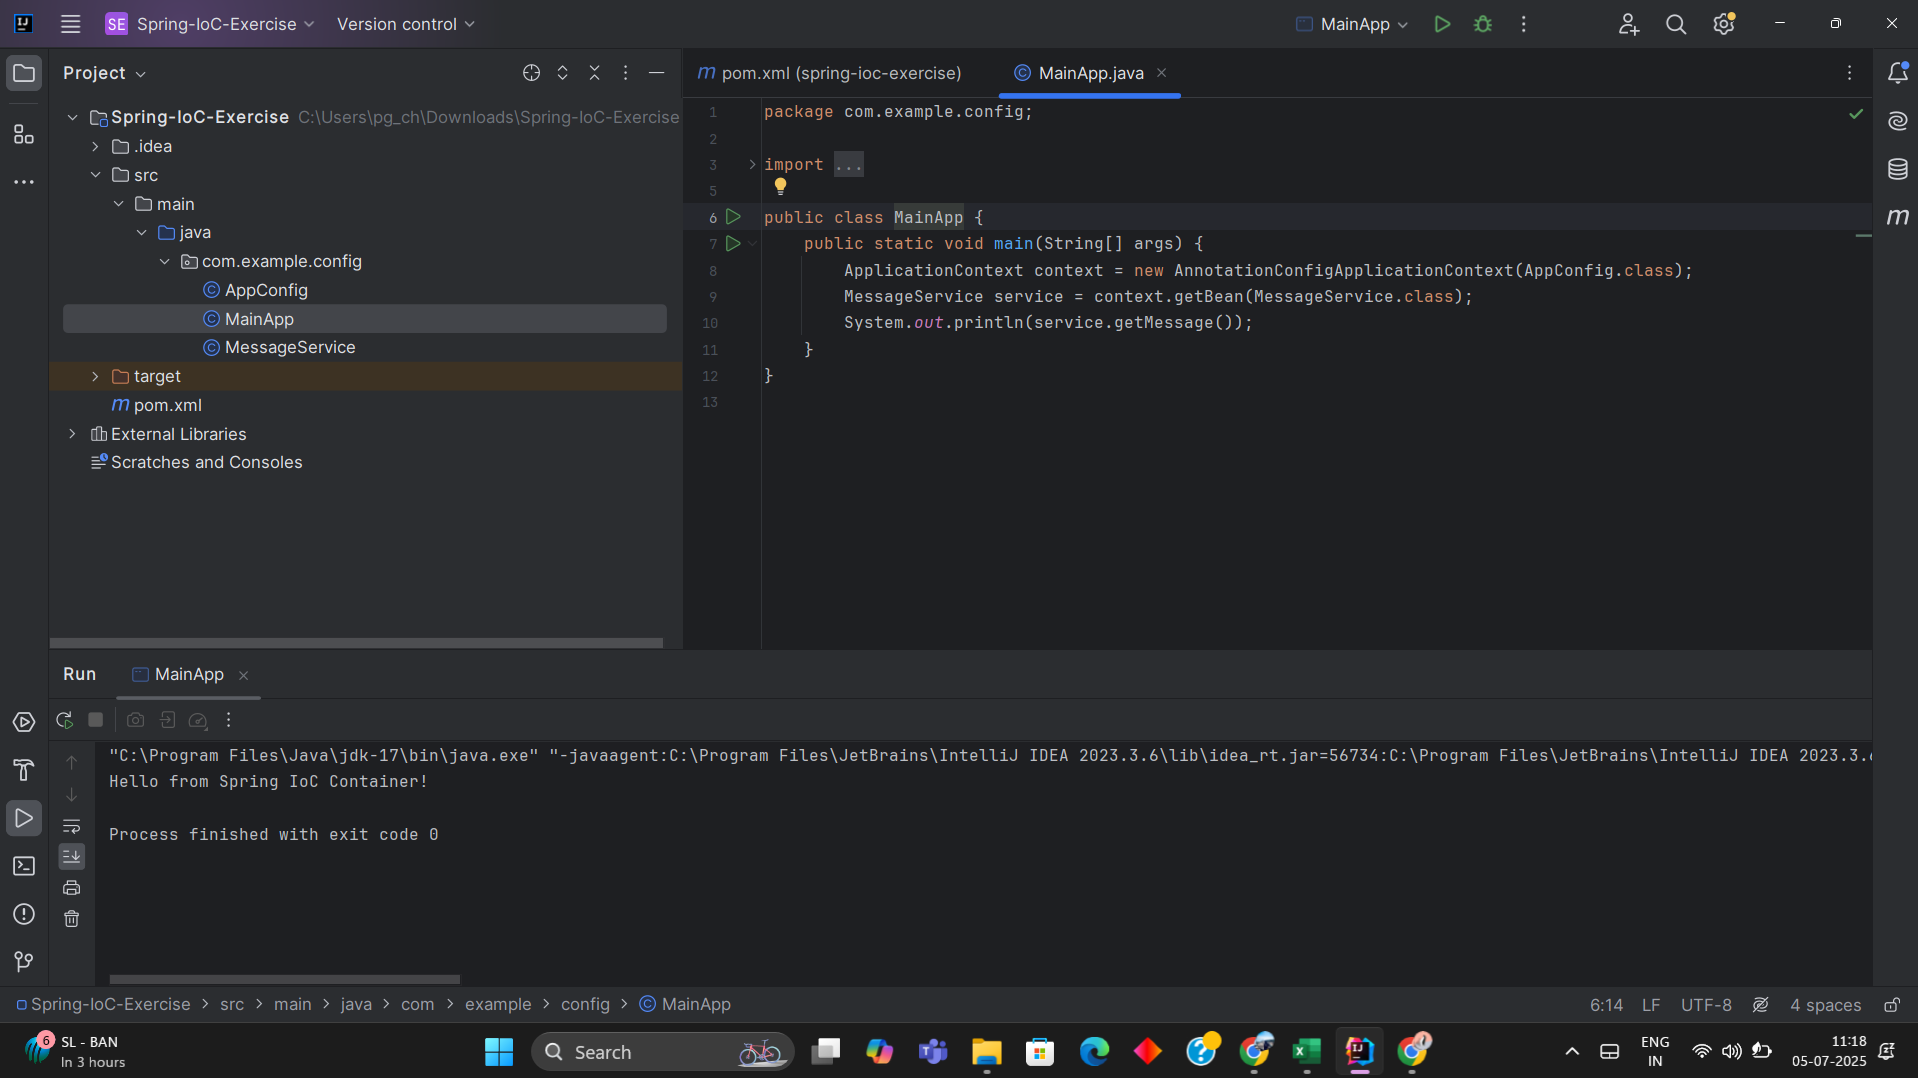 SE Spring-IoC-Exercise Version control MainApp
Project
Spring-IoC-Exercise C:\Users\pg_ch\Downloads\Spring-IoC-Exercise
.idea
src
main
java
com.example.config
AppConfig
MainApp
MessageService
target
m pom.xml
External Libraries
Scratches and Consoles
m pom.xml (spring-ioc-exercise) MainApp.java
1 package com.example.config;
2
3 import ...
5
6 public class MainApp {
7 public static void main(String[] args) {
8 ApplicationContext context = new AnnotationConfigApplicationContext(AppConfig.class);
9 MessageService service = context.getBean(MessageService.class);
10 System.out.println(service.getMessage());
11 }
12 }
13
m
Run MainApp
"C:\Program Files\Java\jdk-17\bin\java.exe" "-javaagent:C:\Program Files\JetBrains\IntelliJ IDEA 2023.3.6\lib\idea_rt.jar=56734:C:\Program Files\JetBrains\IntelliJ IDEA 2023.3.6
Hello from Spring IoC Container!
Process finished with exit code 0
Spring-IoC-Exercise > src > main > java > com > example > config > MainApp
6:14 LF UTF-8 4 spaces
6 SL - BAN
In 3 hours
Search
ENG
IN
11:18
05-07-2025